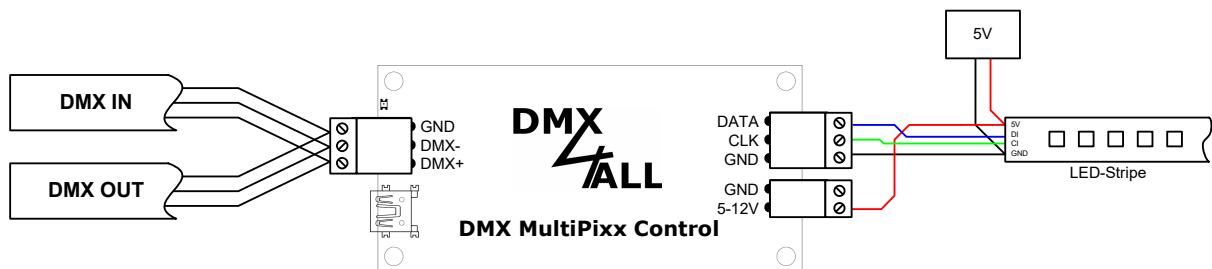 5V
DMX IN
DMX OUT
GND
DMX-
DMX+
DMX
4ALL
DMX MultiPixx Control
DATA
CLK
GND
GND
5-12V
5V
DI
CI
GND
LED-Stripe